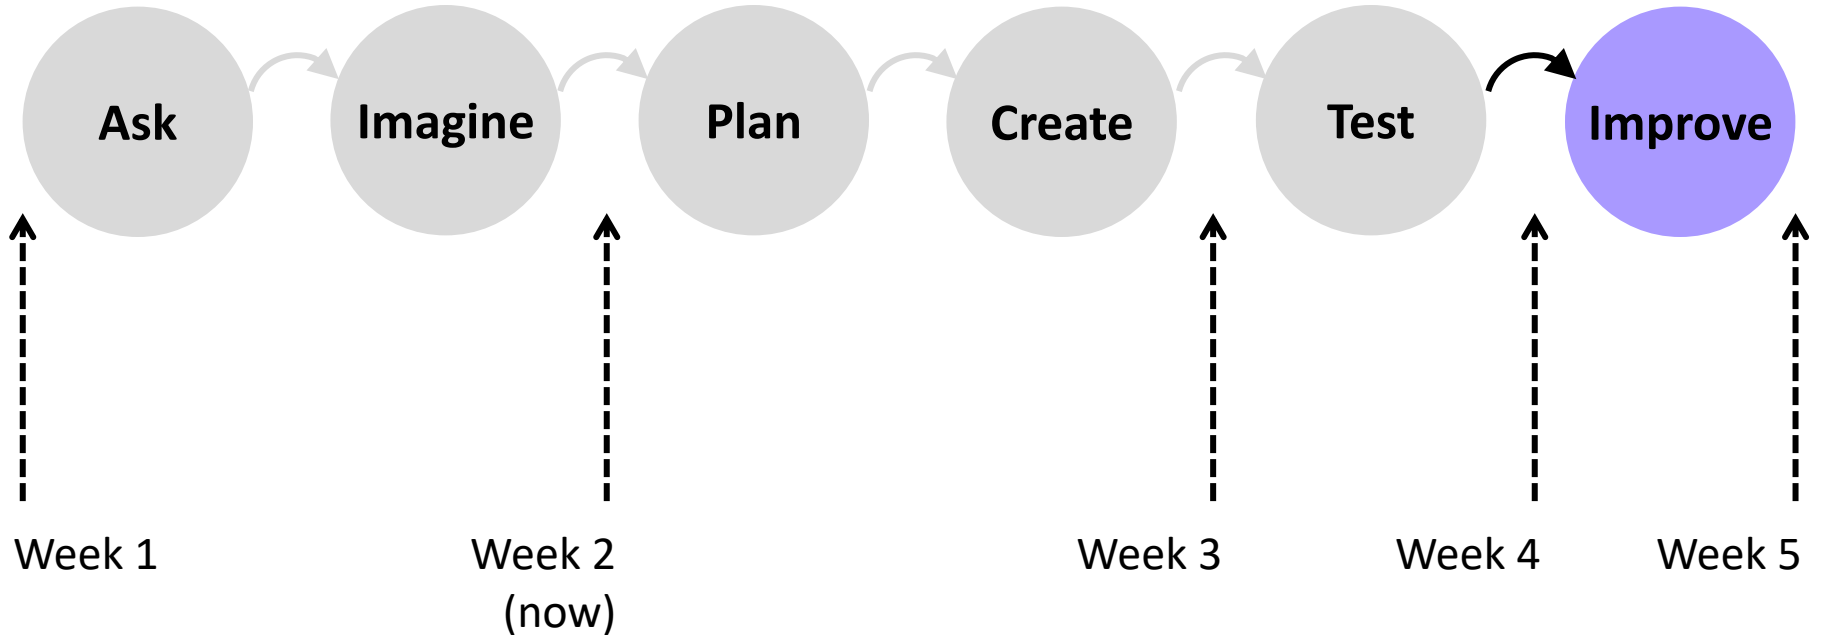 Ask
Imagine
Plan
Create
Test
Improve
Week 1
Week 2
(now)
Week 3
Week 4
Week 5